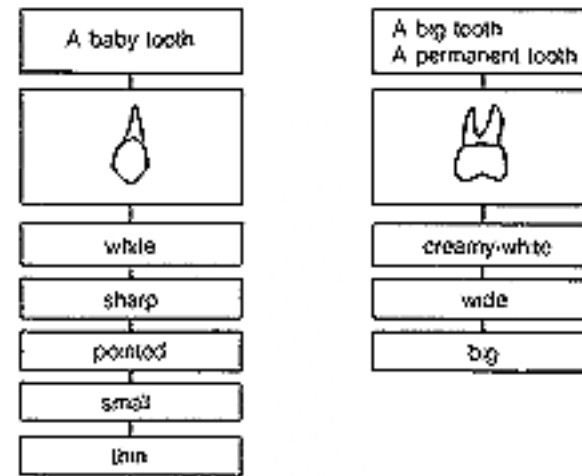 A baby tooth
white
sharp
pointed
small
thin
A big tooth
A permanent tooth
creamy-white
wide
big